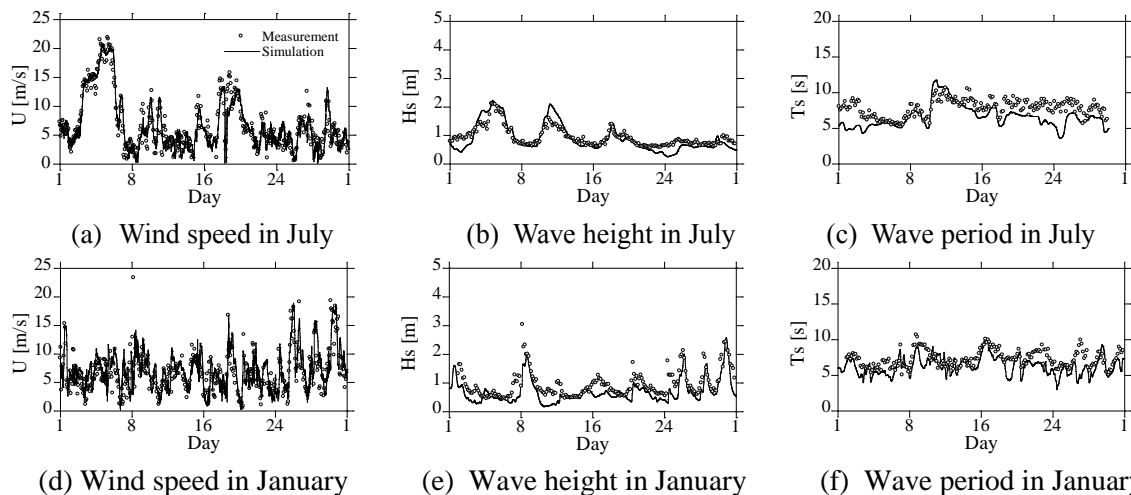 25
20
15
10
5
0
U [m/s]
Measurement
Simulation
1 8 16 24 1
Day
(a) Wind speed in July
5
4
3
2
1
0
Hs [m]
1 8 16 24 1
Day
(b) Wave height in July
20
15
10
5
0
Ts [s]
1 8 16 24 1
Day
(c) Wave period in July
25
20
15
10
5
0
U [m/s]
1 8 16 24 1
Day
(d) Wind speed in January
5
4
3
2
1
0
Hs [m]
1 8 16 24 1
Day
(e) Wave height in January
20
15
10
5
0
Ts [s]
1 8 16 24 1
Day
(f) Wave period in January